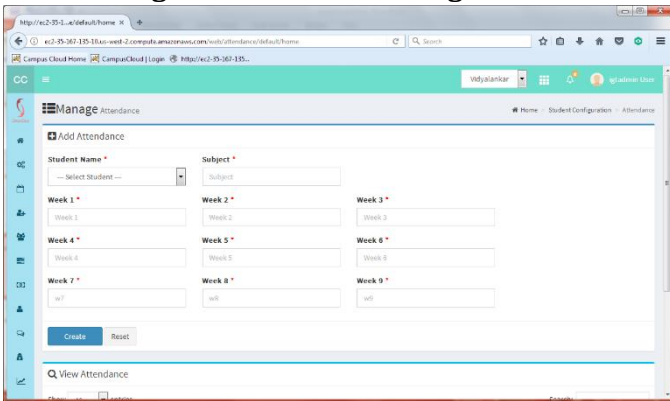 http://ec2-35-1...e/default/home × +
ec2-35-167-135-10.us-west-2.compute.amazonaws.com/web/attendance/default/home Search
Campus Cloud Home CampusCloud | Login http://ec2-35-167-135...
CC Vidyalankar User
Manage Attendance Home Student Configuration Attendance
Add Attendance
Student Name * Subject *
--- Select Student --- Subject
Week 1 * Week 2 * Week 3 *
Week 1 Week 2 Week 3
Week 4 * Week 5 * Week 6 *
Week 4 Week 5 Week 6
Week 7 * Week 8 * Week 9 *
w7 w8 w9
Create Reset
View Attendance